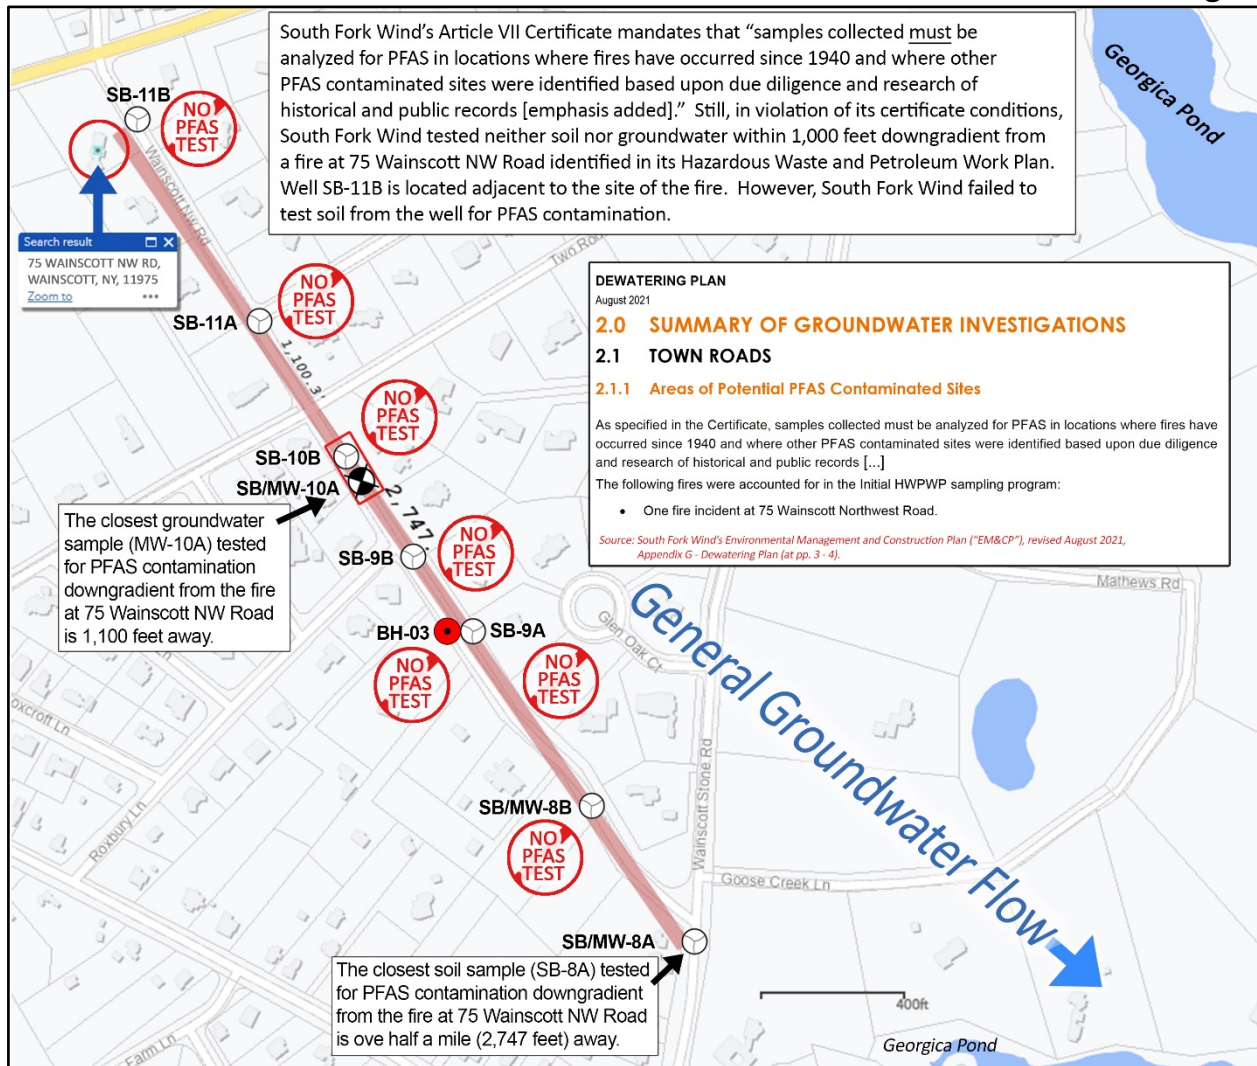 South Fork Wind's Article VII Certificate mandates that "samples collected must be
analyzed for PFAS in locations where fires have occurred since 1940 and where other
PFAS contaminated sites were identified based upon due diligence and research of
historical and public records [emphasis added]." Still, in violation of its certificate conditions,
South Fork Wind tested neither soil nor groundwater within 1,000 feet downgradient from
a fire at 75 Wainscott NW Road identified in its Hazardous Waste and Petroleum Work Plan.
Well SB-11B is located adjacent to the site of the fire. However, South Fork Wind failed to
test soil from the well for PFAS contamination.
Georgica Pond
SB-11B
NO
PFAS
TEST
Wainscott NW Rd
Search result
75 WAINSCOTT NW RD,
WAINSCOTT, NY, 11975
Zoom to
Two Rod
SB-11A
NO
PFAS
TEST
1,100.3'
DEWATERING PLAN
August 2021
2.0 SUMMARY OF GROUNDWATER INVESTIGATIONS
2.1 TOWN ROADS
2.1.1 Areas of Potential PFAS Contaminated Sites
As specified in the Certificate, samples collected must be analyzed for PFAS in locations where fires have
occurred since 1940 and where other PFAS contaminated sites were identified based upon due diligence
and research of historical and public records [...]
The following fires were accounted for in the Initial HWPWP sampling program:
• One fire incident at 75 Wainscott Northwest Road.
Source: South Fork Wind's Environmental Management and Construction Plan ("EM&CP"), revised August 2021,
Appendix G - Dewatering Plan (at pp. 3 - 4).
NO
PFAS
TEST
SB-10B
SB/MW-10A
2,747.
The closest groundwater
sample (MW-10A) tested
for PFAS contamination
downgradient from the fire
at 75 Wainscott NW Road
is 1,100 feet away.
SB-9B
NO
PFAS
TEST
Mathews Rd
Glen Oak Ct
BH-03
SB-9A
NO
PFAS
TEST
NO
PFAS
TEST
General Groundwater Flow
oxcroft Ln
Roxbury Ln
SB/MW-8B
NO
PFAS
TEST
Wainscott Stone Rd
Goose Creek Ln
SB/MW-8A
The closest soil sample (SB-8A) tested
for PFAS contamination downgradient
from the fire at 75 Wainscott NW Road
is ove half a mile (2,747 feet) away.
400ft
Farm Ln
Georgica Pond